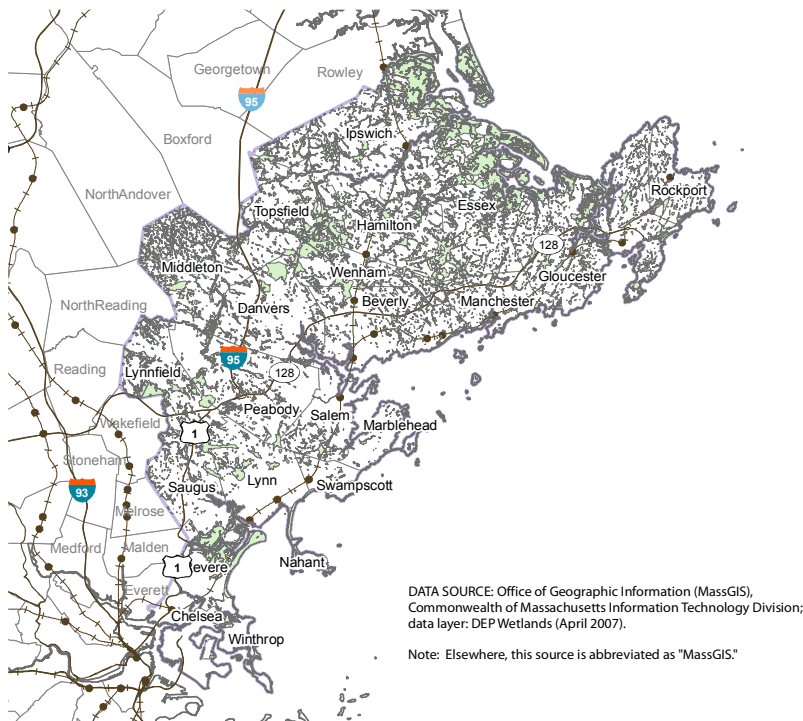 Georgetown
Rowley
95
Boxford
Ipswich
NorthAndover
Rockport
Topsfield
Essex
Hamilton
128
Middleton
Wenham
Gloucester
NorthReading
Beverly
Manchester
Danvers
Reading
95
Lynnfield
128
Peabody
Salem
Wakefield
Marblehead
1
Stoneham
93
Saugus
Lynn
Swampscott
Melrose
Medford
Malden
1
evere
Nahant
Everett
Chelsea
Winthrop
DATA SOURCE: Office of Geographic Information (MassGIS),
Commonwealth of Massachusetts Information Technology Division;
data layer: DEP Wetlands (April 2007).
Note: Elsewhere, this source is abbreviated as "MassGIS."